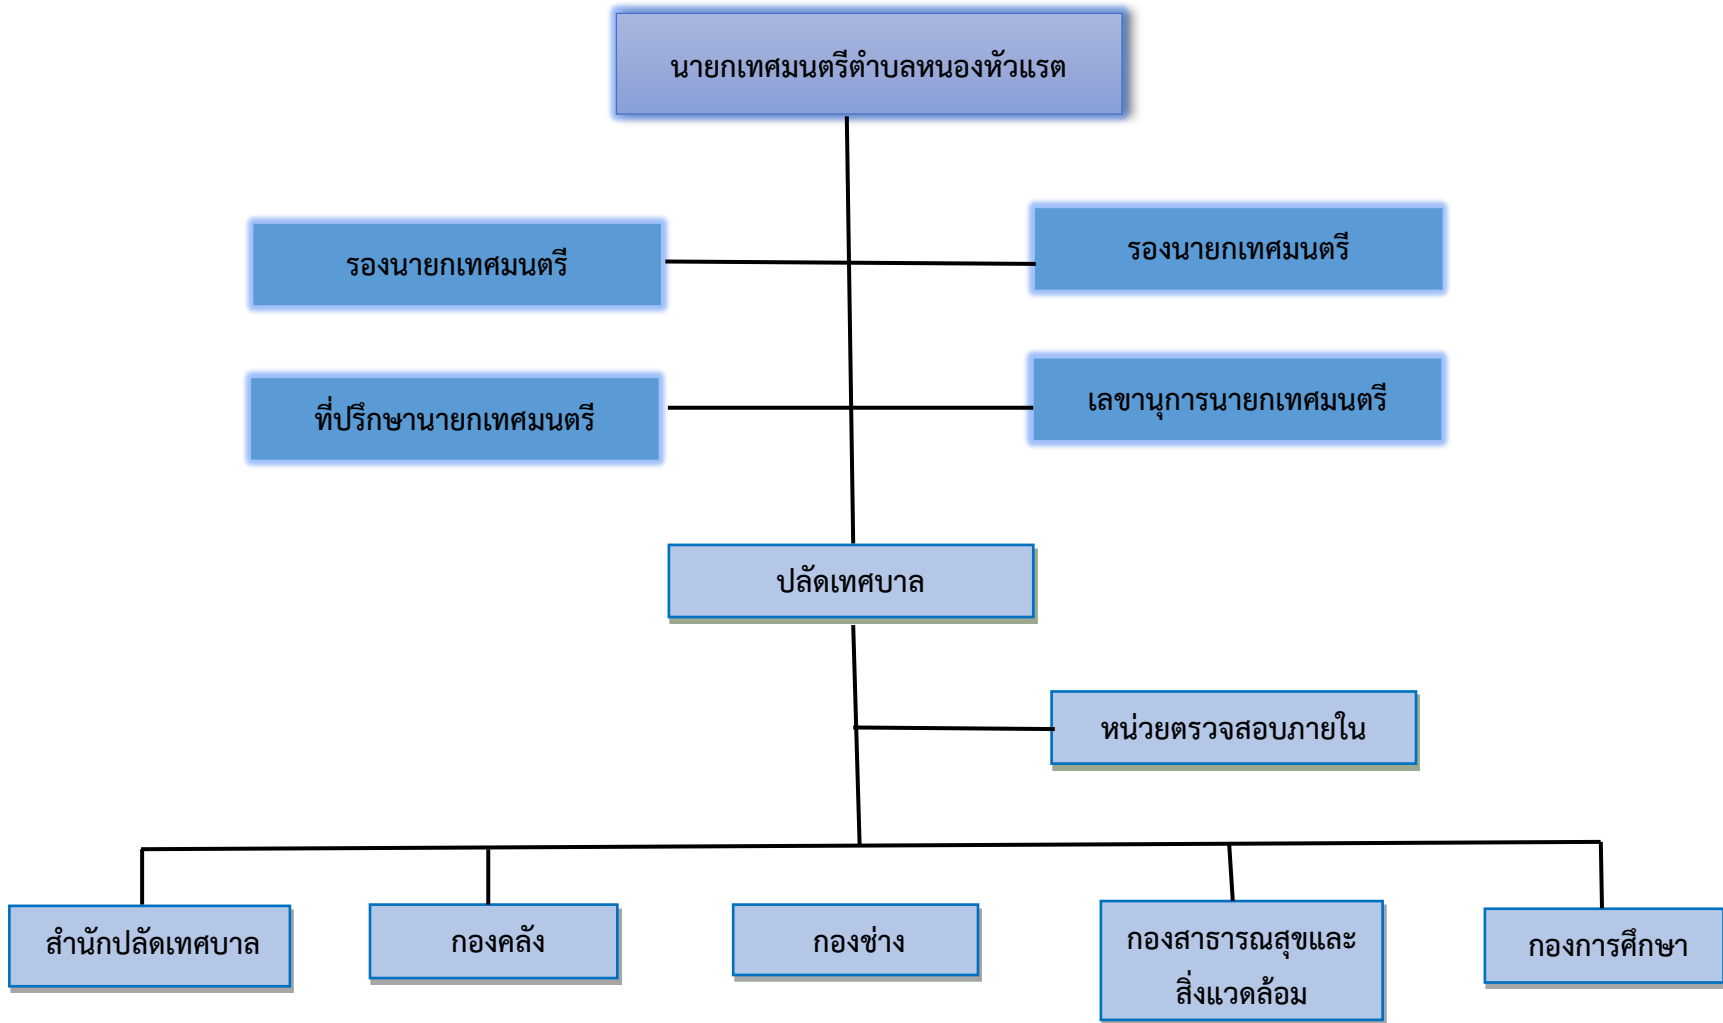 นายกเทศมนตรีตำบลหนองหัวแรต
รองนายกเทศมนตรี
รองนายกเทศมนตรี
ที่ปรึกษานายกเทศมนตรี
เลขานุการนายกเทศมนตรี
ปลัดเทศบาล
หน่วยตรวจสอบภายใน
สำนักปลัดเทศบาล
กองคลัง
กองช่าง
กองสาธารณสุขและ
สิ่งแวดล้อม
กองการศึกษา